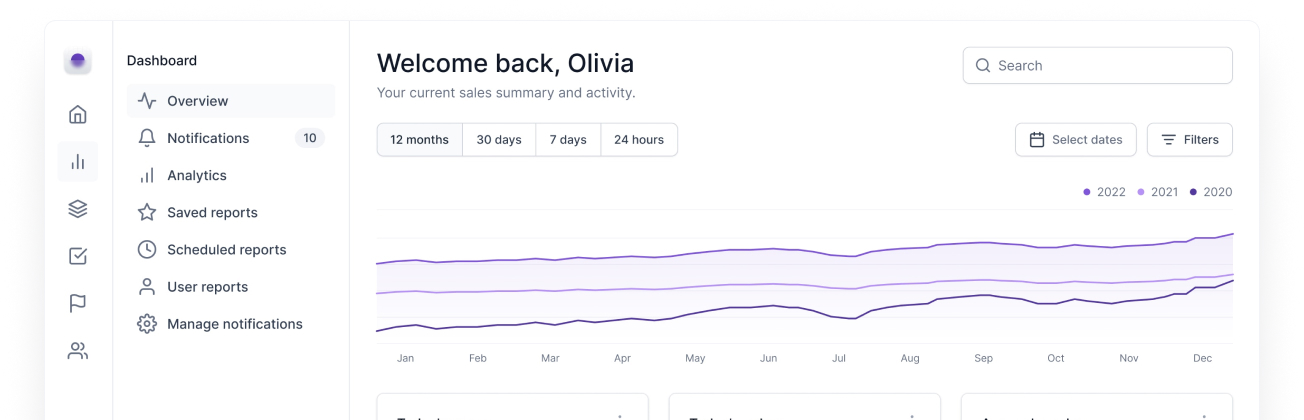 Dashboard
Overview
Notifications 10
Analytics
Saved reports
Scheduled reports
User reports
Manage notifications
Welcome back, Olivia
Your current sales summary and activity.
Search
12 months 30 days 7 days 24 hours
Select dates Filters
2022 2021 2020
Jan Feb Mar Apr May Jun Jul Aug Sep Oct Nov Dec